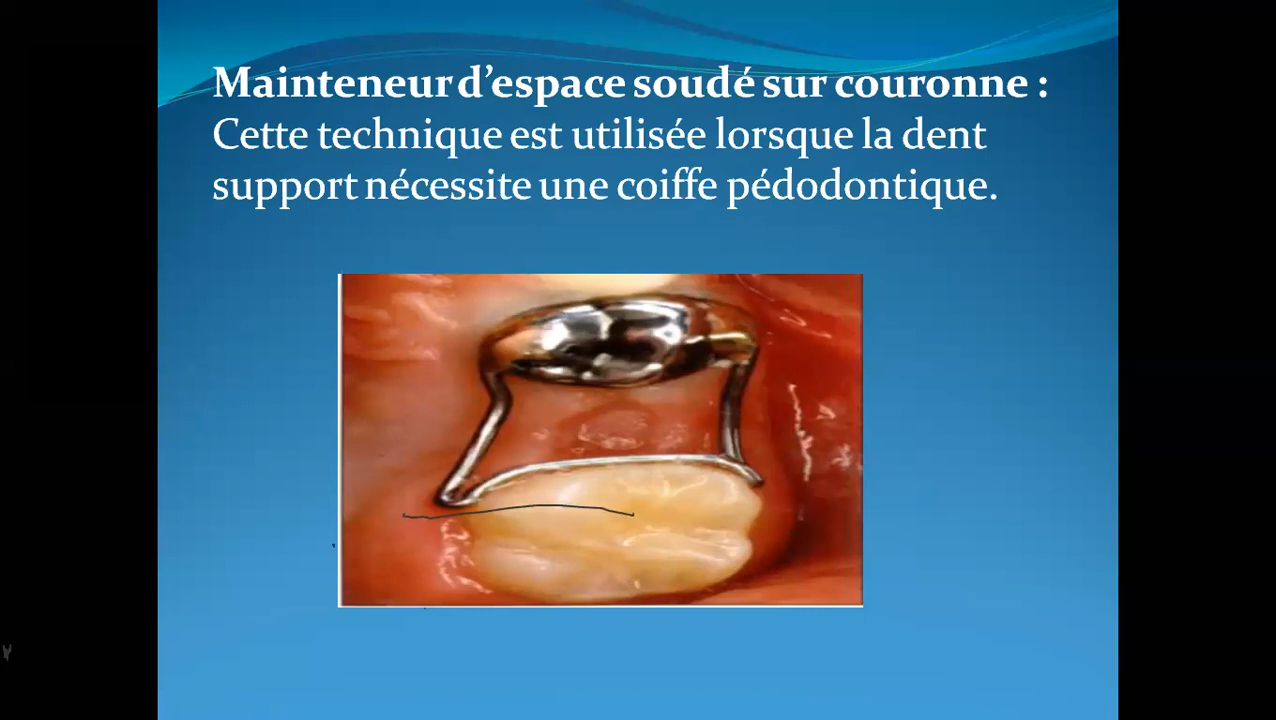 Mainteneur d’espace soudé sur couronne :
Cette technique est utilisée lorsque la dent
support nécessite une coiffe pédodontique.